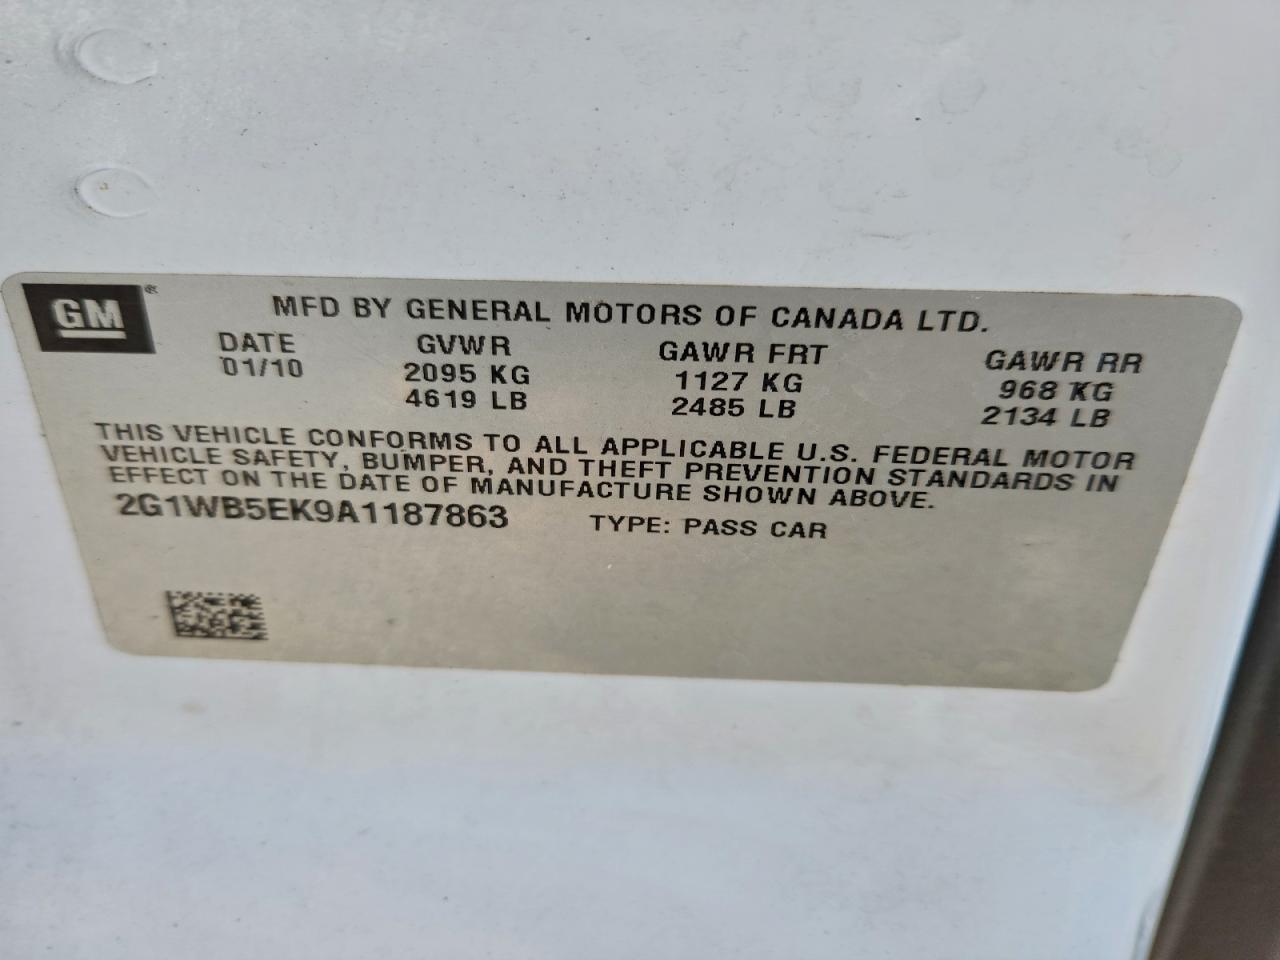 GM®
MFD BY GENERAL MOTORS OF CANADA LTD.
DATE GVWR GAWR FRT GAWR RR
01/10 2095 KG 1127 KG 968 KG
4619 LB 2485 LB 2134 LB
THIS VEHICLE CONFORMS TO ALL APPLICABLE U.S. FEDERAL MOTOR
VEHICLE SAFETY, BUMPER, AND THEFT PREVENTION STANDARDS IN
EFFECT ON THE DATE OF MANUFACTURE SHOWN ABOVE.
2G1WB5EK9A1187863 TYPE: PASS CAR